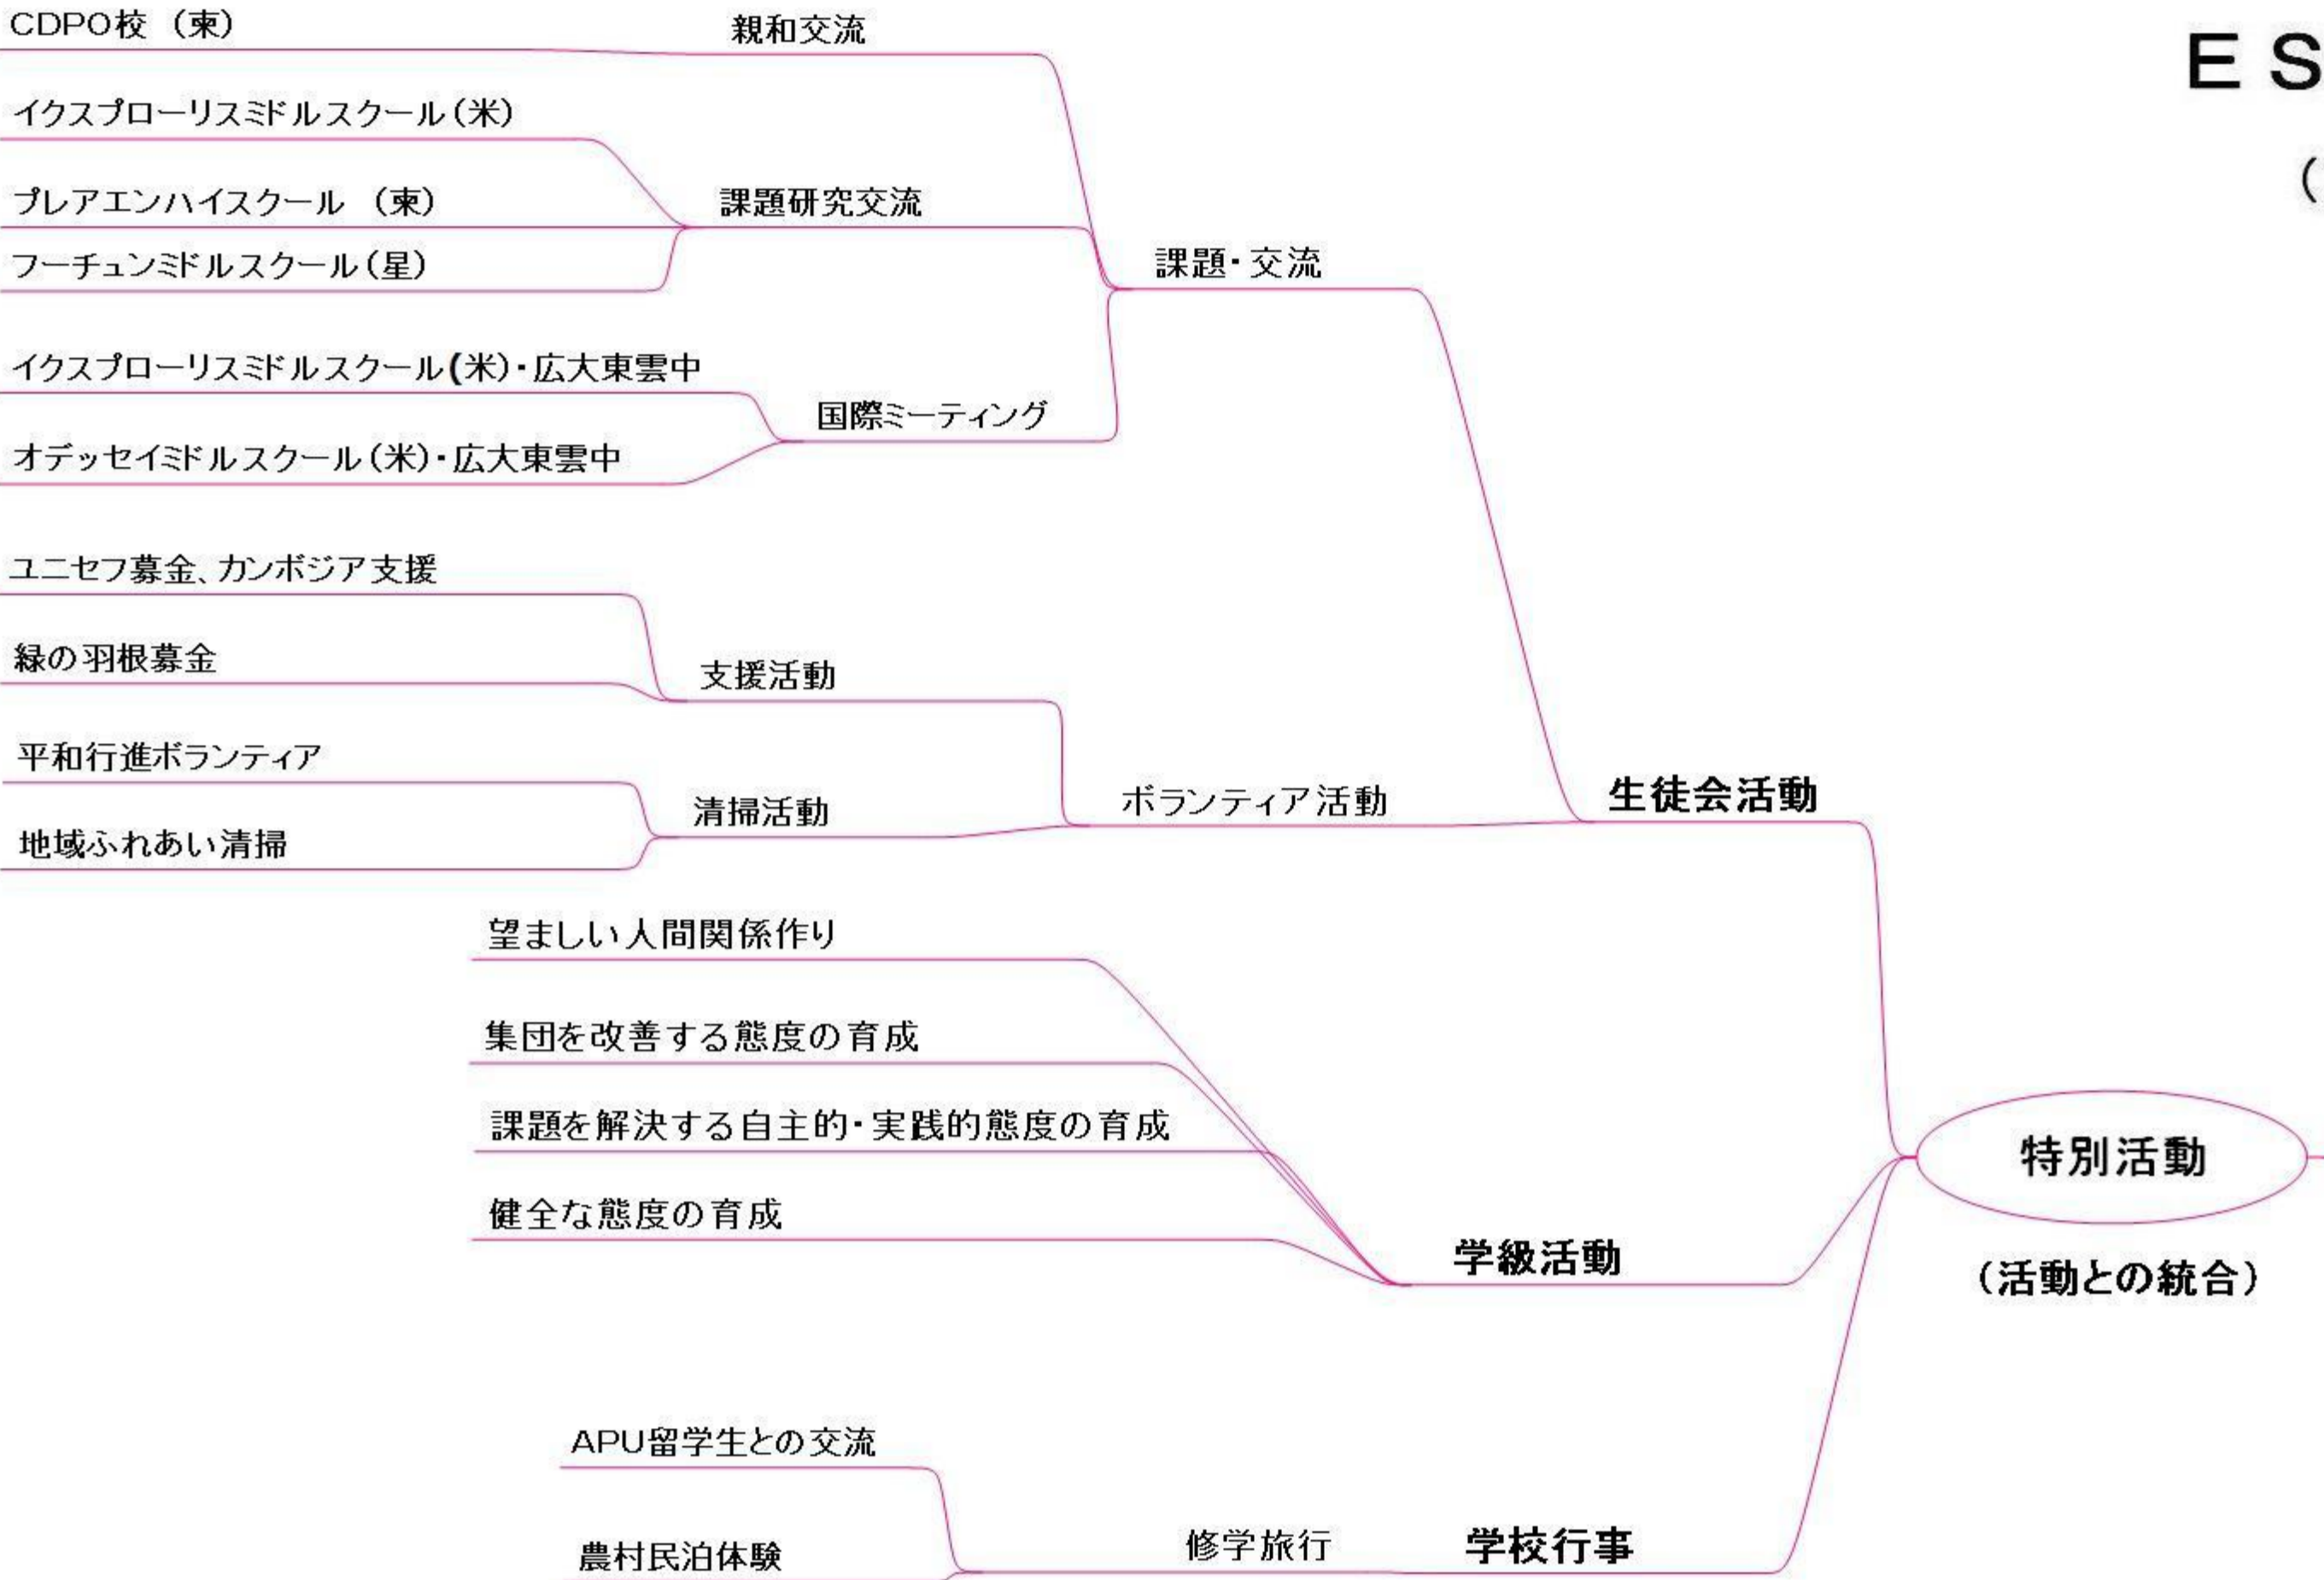 CDPO校 （柬）
親和交流
ES
（
イクスプローリスミドルスクール（米）
プレアエンハイスクール （柬）
課題研究交流
フーチュンミドルスクール（星）
課題・交流
イクスプローリスミドルスクール(米）・広大東雲中
国際ミーティング
オデッセイミドルスクール（米）・広大東雲中
ユニセフ募金、カンボジア支援
緑の羽根募金
支援活動
平和行進ボランティア
清掃活動
ボランティア活動
生徒会活動
地域ふれあい清掃
望ましい人間関係作り
集団を改善する態度の育成
課題を解決する自主的・実践的態度の育成
特別活動
健全な態度の育成
学級活動
（活動との統合）
APU留学生との交流
農村民泊体験
修学旅行
学校行事